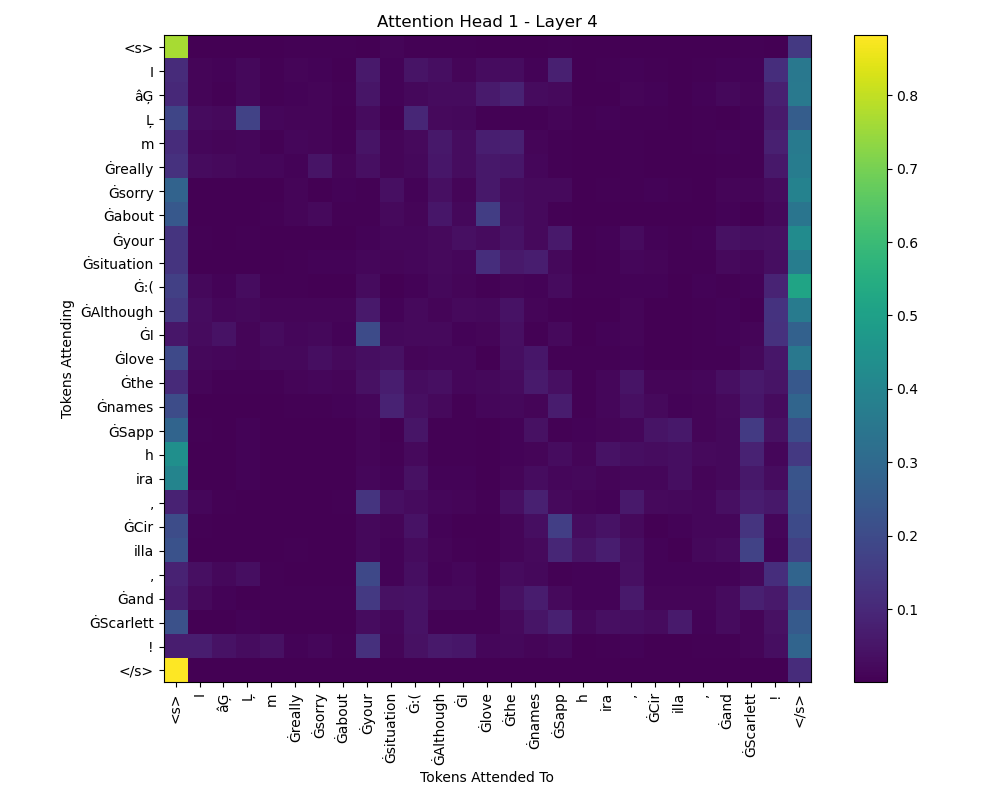 Attention Head 1 - Layer 4
<s>
I
âĢ
Ļ
m
Ġreally
Ġsorry
Ġabout
Ġyour
Ġsituation
Ġ:(
ĠAlthough
ĠI
Ġlove
Ġthe
Ġnames
ĠSapp
h
ira
,
ĠCir
illa
,
Ġand
ĠScarlett
!
</s>
Tokens Attending
<s>
I
âĢ
Ļ
m
Ġreally
Ġsorry
Ġabout
Ġyour
Ġsituation
Ġ:(
ĠAlthough
ĠI
Ġlove
Ġthe
Ġnames
ĠSapp
h
ira
,
ĠCir
illa
,
Ġand
ĠScarlett
!
</s>
Tokens Attended To
0.8
0.7
0.6
0.5
0.4
0.3
0.2
0.1